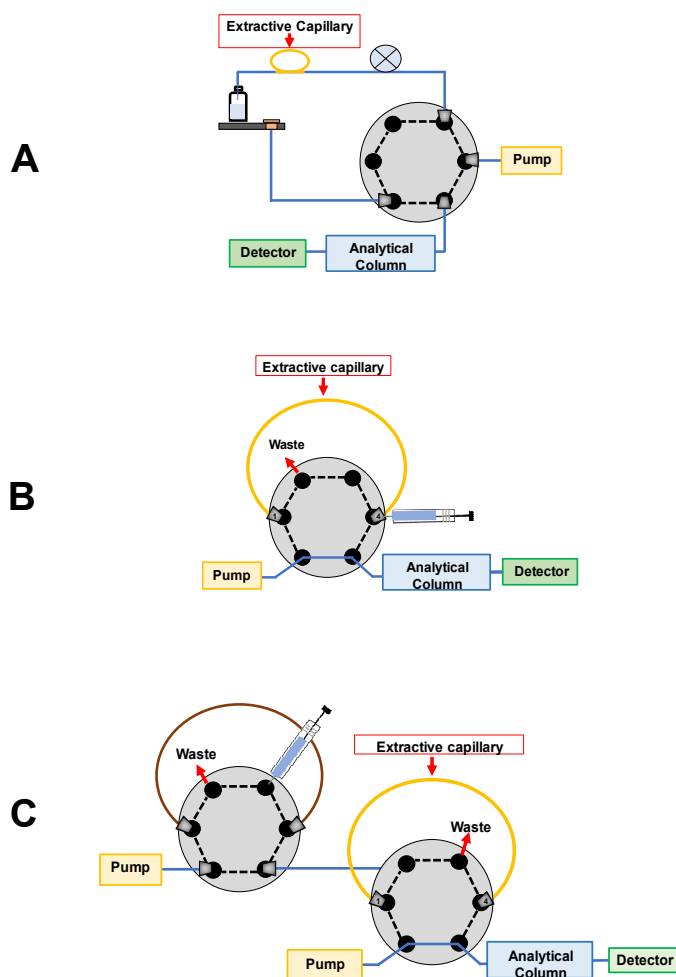 Extractive Capillary
A
Pump
Detector
Analytical
Column
Extractive capillary
Waste
B
1
4
Pump
Analytical
Column
Detector
Waste
Extractive capillary
C
Waste
Pump
1
4
Pump
Analytical
Column
Detector